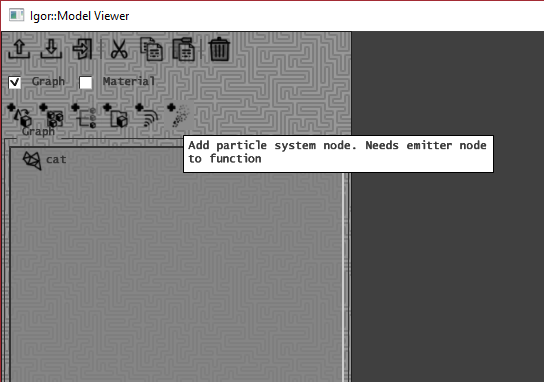 Igor::Model Viewer
Graph Material
Graph
Add particle system node. Needs emitter node
to function
cat